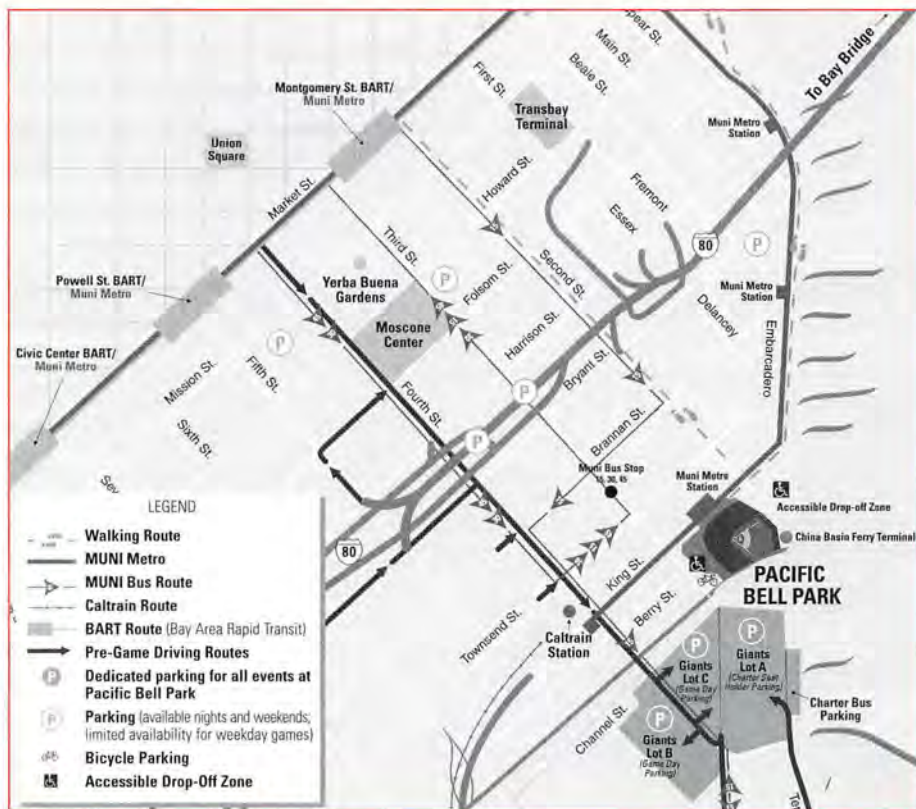 Spear St.
Main St.
Beale St.
First St.
To Bay Bridge
Montgomery St. BART/
Muni Metro
Transbay
Terminal
Muni Metro
Station
Union
Square
Market St.
Howard St.
Fremont
Essex
80
P
Third St.
Second St.
Yerba Buena
Gardens
P
Folsom St.
Muni Metro
Station
Powell St. BART/
Muni Metro
Moscone
Center
Harrison St.
Delancey
Embarcadero
P
Civic Center BART/
Muni Metro
Mission St.
Fifth St.
Fourth St.
Bryant St.
P
Sixth St.
P
Brannan St.
Muni Bus Stop
15, 30, 45
Muni Metro
Station
Accessible Drop-off Zone
China Basin Ferry Terminal
PACIFIC
BELL PARK
King St.
Berry St.
Townsend St.
Caltrain
Station
Channel St.
P
Giants
Lot C
(Game Day
Parking)
P
Giants
Lot A
(Charter Seat
Holder Parking)
P
Giants
Lot B
(Game Day
Parking)
Charter Bus
Parking
80
LEGEND
Walking Route
MUNI Metro
MUNI Bus Route
Caltrain Route
BART Route (Bay Area Rapid Transit)
Pre-Game Driving Routes
P Dedicated parking for all events at
Pacific Bell Park
P Parking (available nights and weekends;
limited availability for weekday games)
Bicycle Parking
Accessible Drop-Off Zone